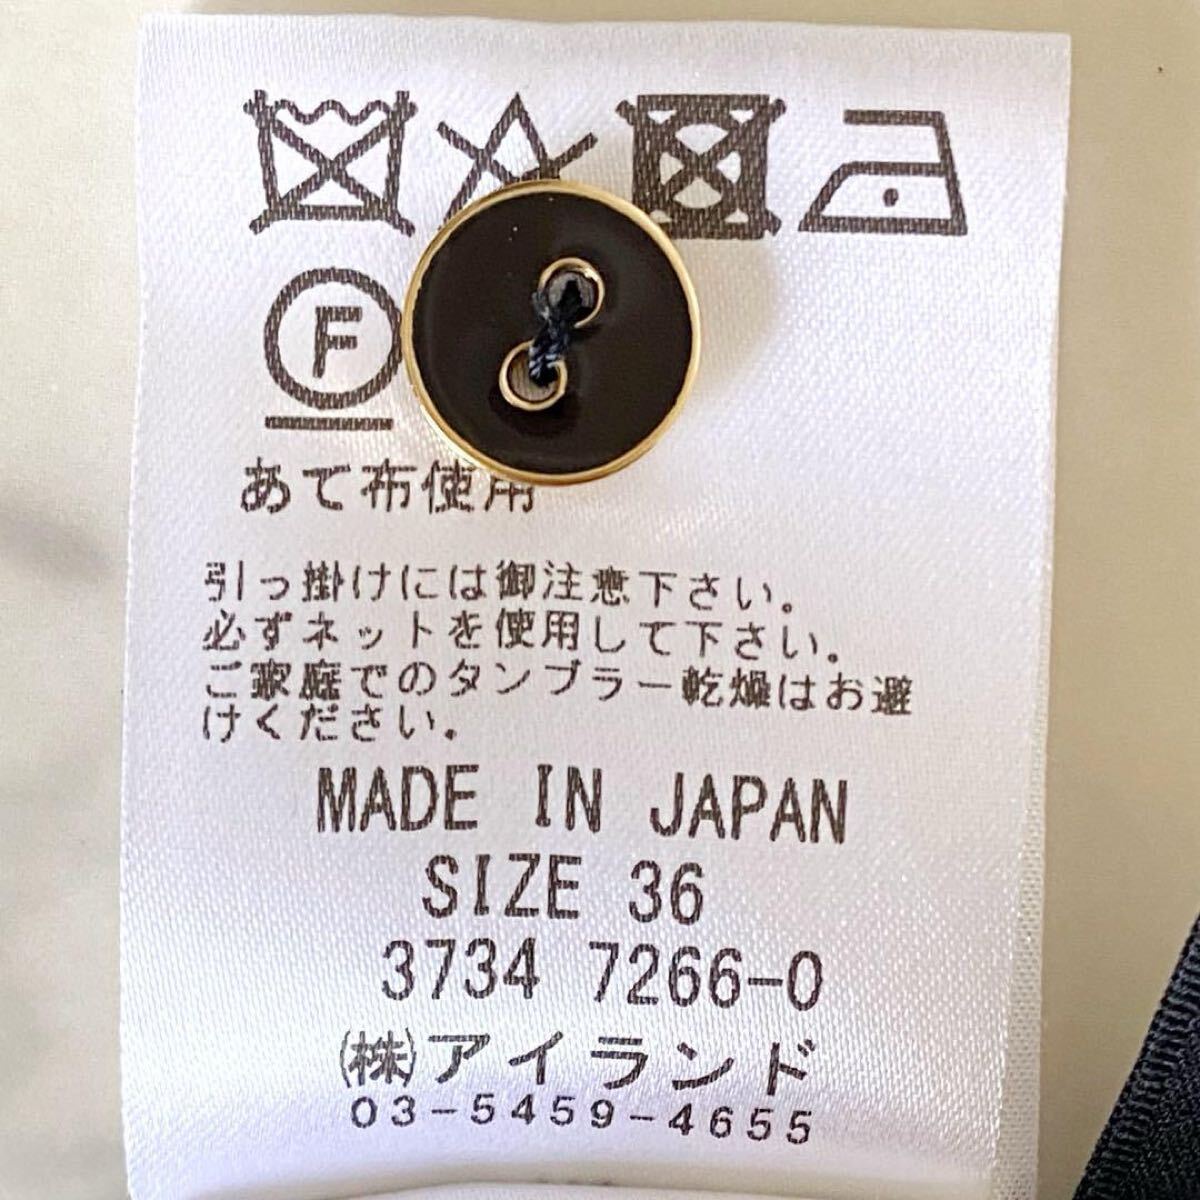 F
あて布使用
引っ掛けには御注意下さい。
必ずネットを使用して下さい。
ご家庭でのタンブラー乾燥はお避
けください。
MADE IN JAPAN
SIZE 36
3734 7266-0
(株)アイランド
03-5459-4655